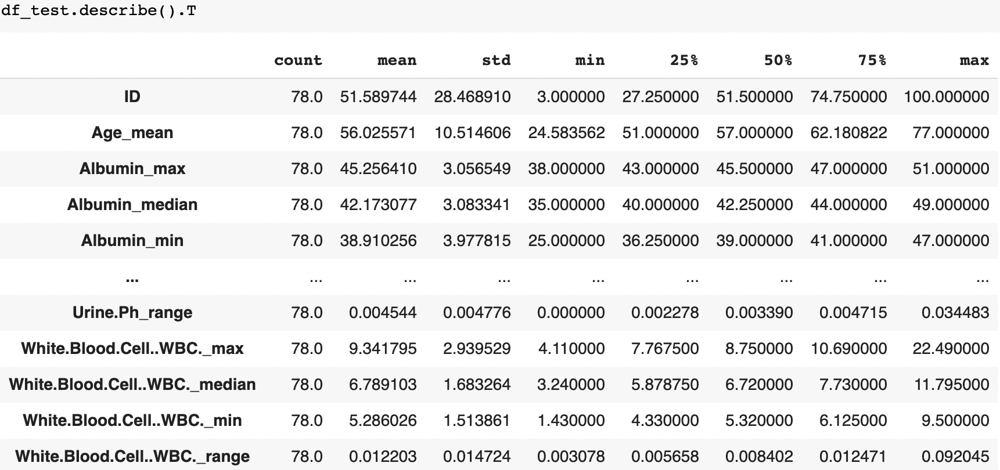 df_test.describe().T
count mean std min 25% 50% 75% max
ID 78.0 51.589744 28.468910 3.000000 27.250000 51.500000 74.750000 100.000000
Age_mean 78.0 56.025571 10.514606 24.583562 51.000000 57.000000 62.180822 77.000000
Albumin_max 78.0 45.256410 3.056549 38.000000 43.000000 45.500000 47.000000 51.000000
Albumin_median 78.0 42.173077 3.083341 35.000000 40.000000 42.250000 44.000000 49.000000
Albumin_min 78.0 38.910256 3.977815 25.000000 36.250000 39.000000 41.000000 47.000000
... ... ... ... ... ... ... ... ...
Urine.Ph_range 78.0 0.004544 0.004776 0.000000 0.002278 0.003390 0.004715 0.034483
White.Blood.Cell..WBC._max 78.0 9.341795 2.939529 4.110000 7.767500 8.750000 10.690000 22.490000
White.Blood.Cell..WBC._median 78.0 6.789103 1.683264 3.240000 5.878750 6.720000 7.730000 11.795000
White.Blood.Cell..WBC._min 78.0 5.286026 1.513861 1.430000 4.330000 5.320000 6.125000 9.500000
White.Blood.Cell..WBC._range 78.0 0.012203 0.014724 0.003078 0.005658 0.008402 0.012471 0.092045